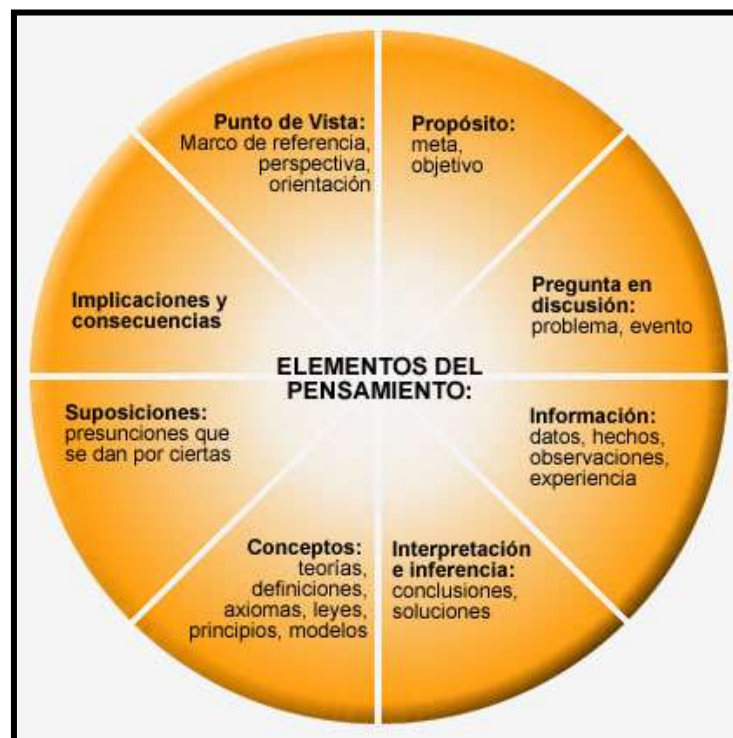 Punto de Vista:
Marco de referencia,
perspectiva,
orientación
Propósito:
meta,
objetivo
Implicaciones y
consecuencias
Pregunta en
discusión:
problema, evento
ELEMENTOS DEL
PENSAMIENTO:
Suposiciones:
presunciones que
se dan por ciertas
Información:
datos, hechos,
observaciones,
experiencia
Conceptos:
teorías,
definiciones,
axiomas, leyes,
principios, modelos
Interpretación
e inferencia:
conclusiones,
soluciones